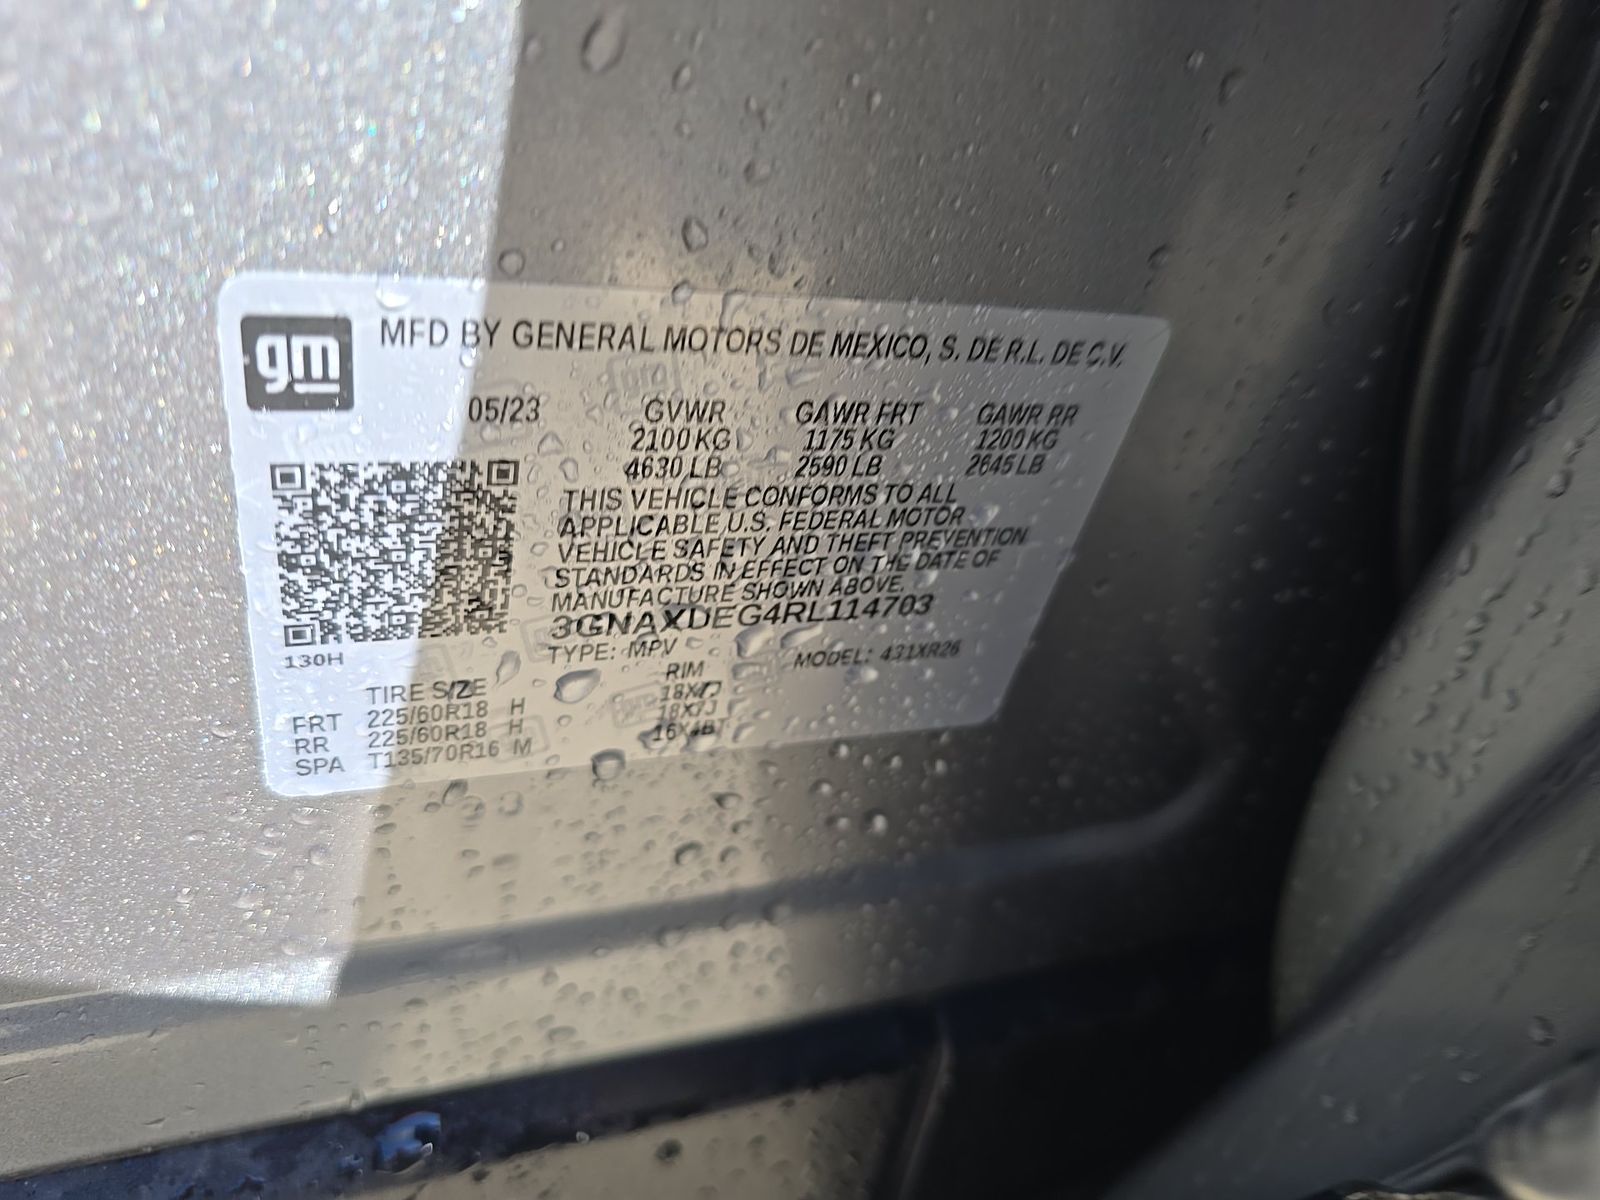 gm
MFD BY GENERAL MOTORS DE MEXICO, S. DE R.L. DE C.V.
05/23 GVWR GAWR FRT GAWR RR
2100 KG 1175 KG 1200 KG
4630 LB 2590 LB 2645 LB
THIS VEHICLE CONFORMS TO ALL
APPLICABLE U.S. FEDERAL MOTOR
VEHICLE SAFETY AND THEFT PREVENTION
STANDARDS IN EFFECT ON THE DATE OF
MANUFACTURE SHOWN ABOVE.
3GNAXDEG4RL114703
130H
TYPE: MPV MODEL: 431XR26
TIRE SIZE RIM
FRT 225/60R18 H 18X7J
RR 225/60R18 H 18X7J
SPA T135/70R16 M 16X4BT